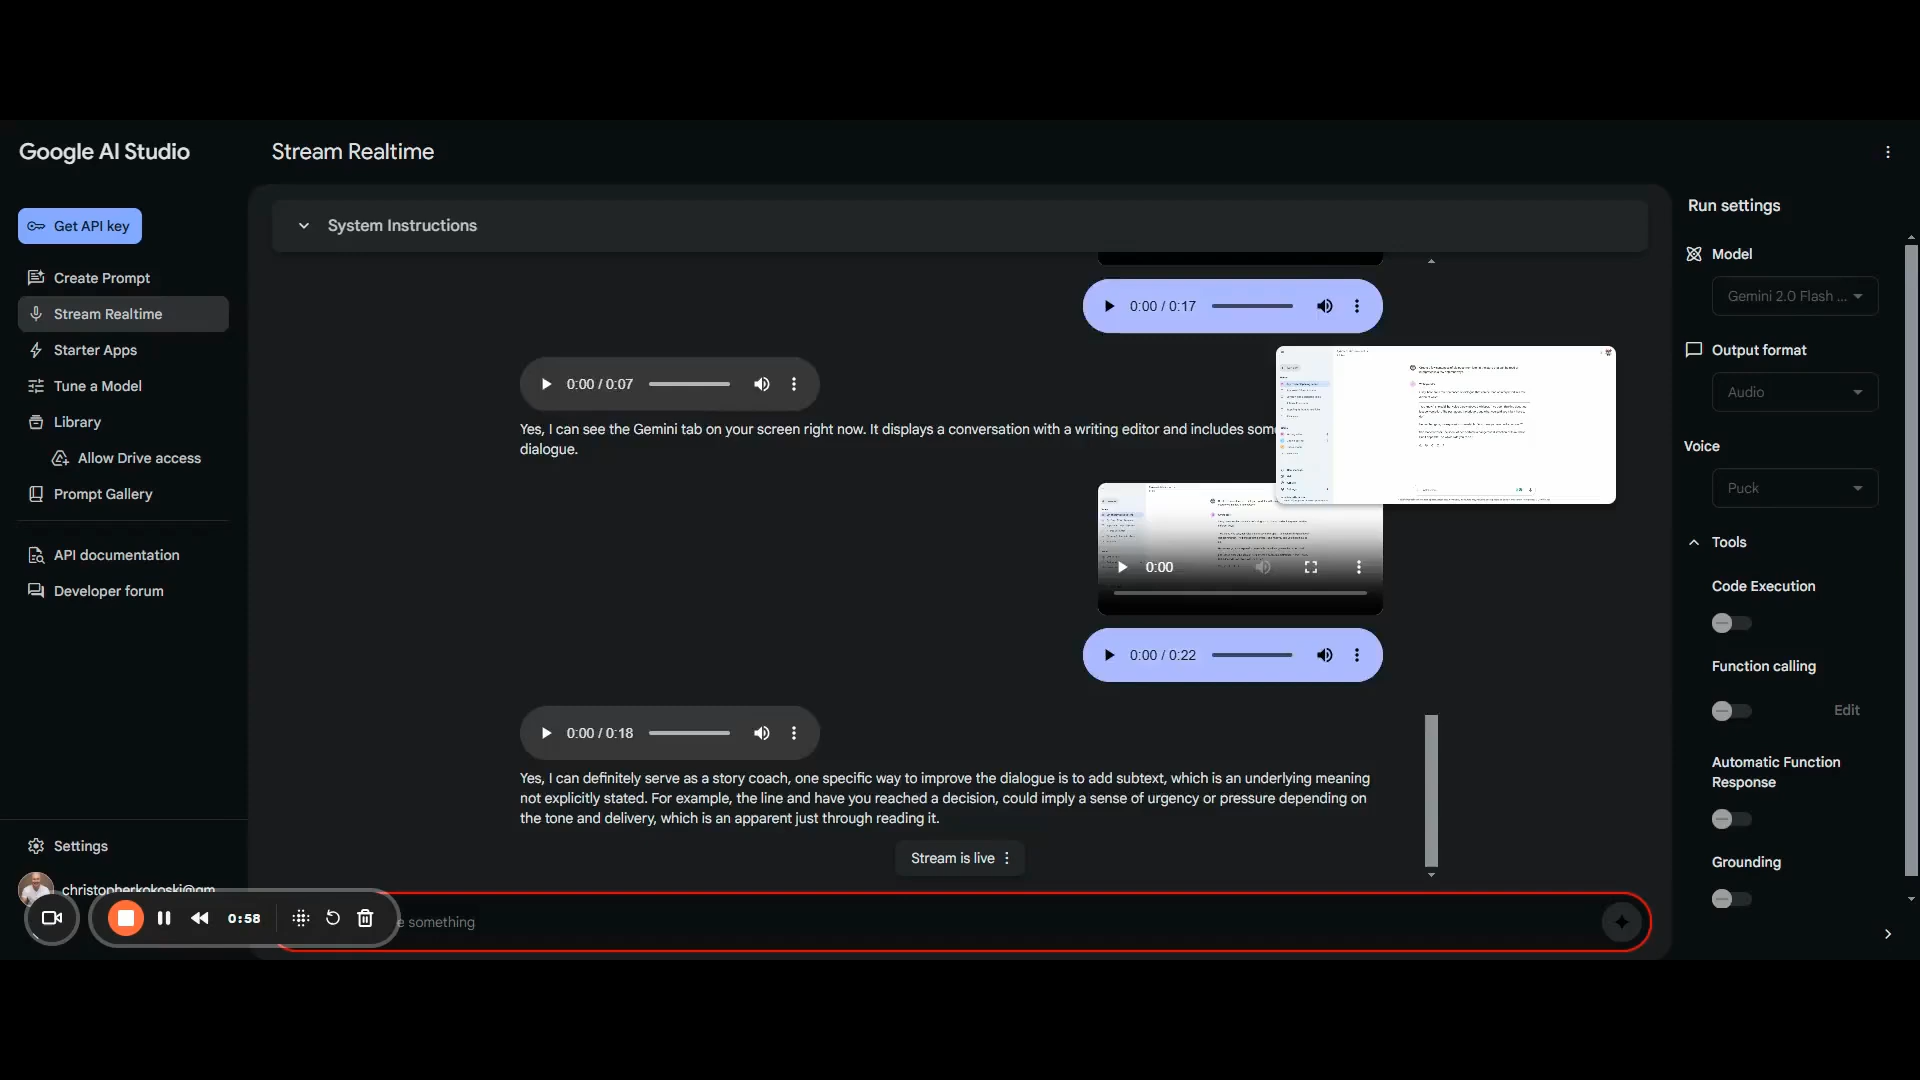 Google AI Studio
Stream Realtime
Get API key
Create Prompt
Stream Realtime
Starter Apps
Tune a Model
Library
Allow Drive access
Prompt Gallery
API documentation
Developer forum
Settings
christopherkokoski@gm
0:58
System Instructions
0:00 / 0:17
0:00 / 0:07
Yes, I can see the Gemini tab on your screen right now. It displays a conversation with a writing editor and includes som
dialogue.
0:00
0:00 / 0:22
0:00 / 0:18
Yes, I can definitely serve as a story coach, one specific way to improve the dialogue is to add subtext, which is an underlying meaning
not explicitly stated. For example, the line and have you reached a decision, could imply a sense of urgency or pressure depending on
the tone and delivery, which is an apparent just through reading it.
Stream is live
e something
Run settings
Model
Gemini 2.0 Flash ...
Output format
Audio
Voice
Puck
Tools
Code Execution
Function calling
Edit
Automatic Function
Response
Grounding